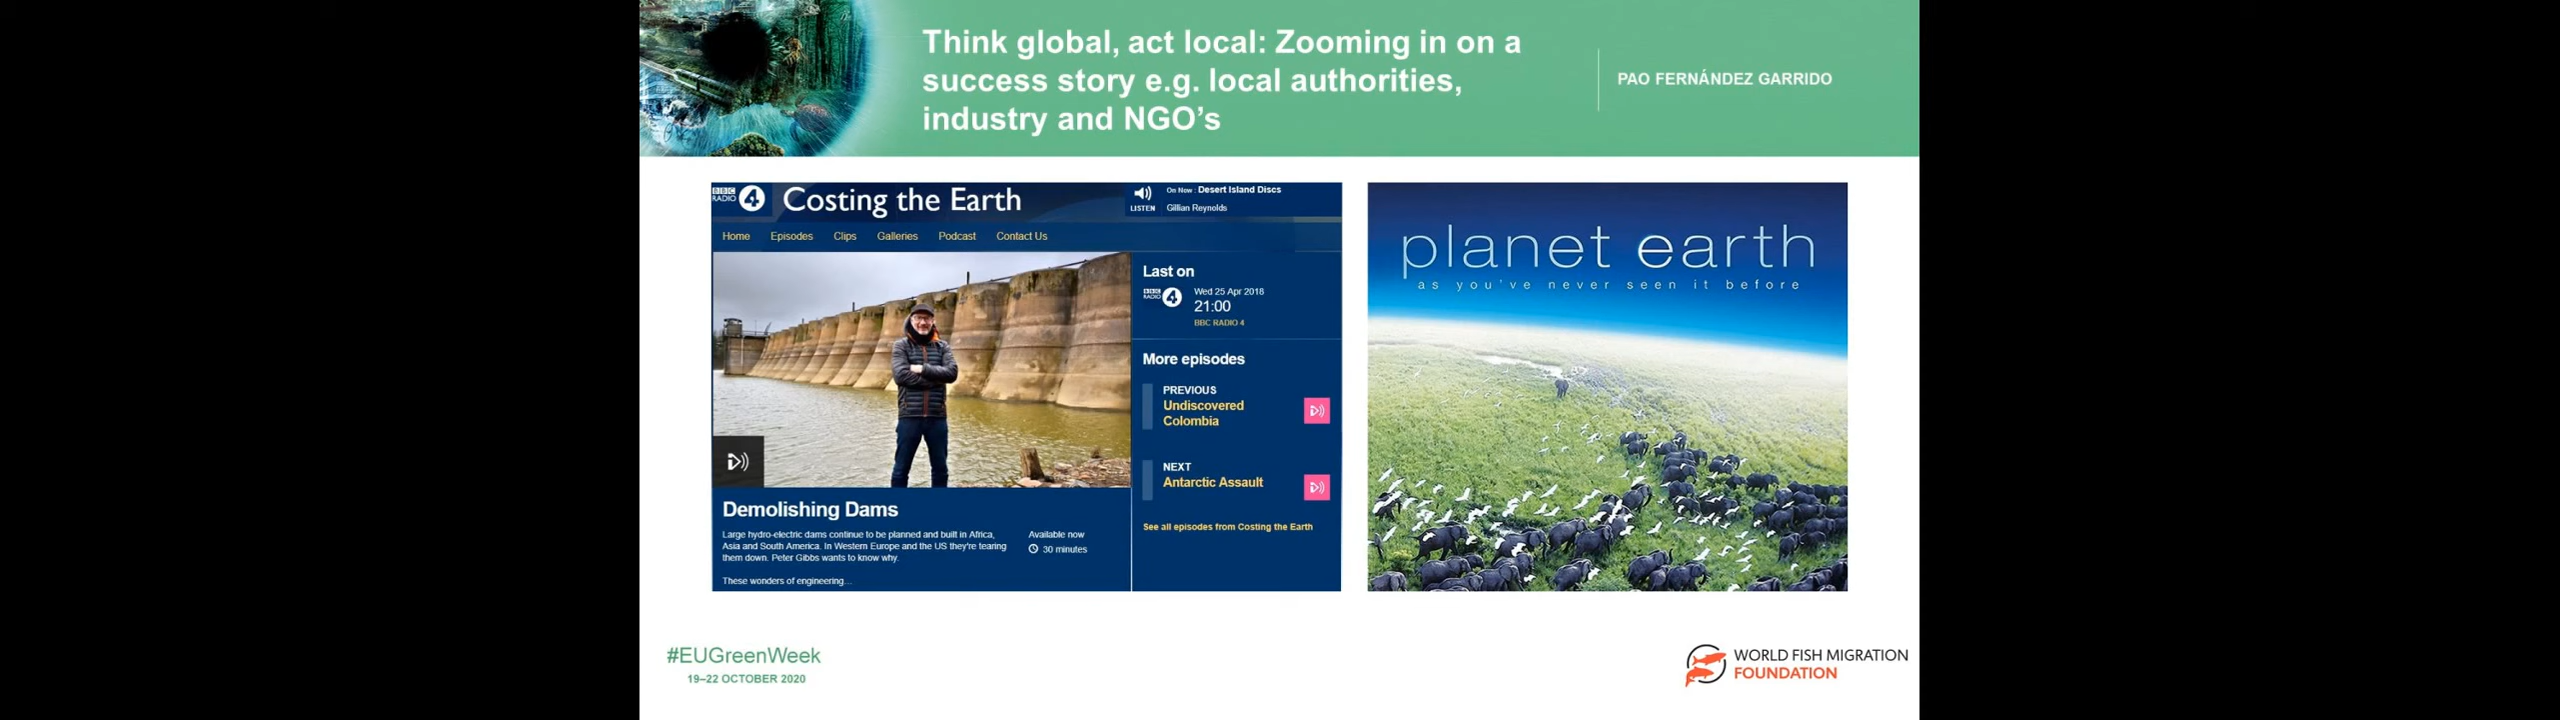 Think global, act local: Zooming in on a
success story e.g. local authorities,
industry and NGO's
PAO FERNÁNDEZ GARRIDO
BBC
RADIO 4
Costing the Earth
LISTEN
On Now : Desert Island Discs
Gillian Reynolds
Home Episodes Clips Galleries Podcast Contact Us
Demolishing Dams
Large hydro-electric dams continue to be planned and built in Africa,
Asia and South America. In Western Europe and the US they're tearing
them down. Peter Gibbs wants to know why.
These wonders of engineering...
Available now
30 minutes
Last on
BBC
RADIO 4
Wed 25 Apr 2018
21:00
BBC RADIO 4
More episodes
PREVIOUS
Undiscovered
Colombia
NEXT
Antarctic Assault
See all episodes from Costing the Earth
planet earth
as you've never seen it before
#EUGreenWeek
19–22 OCTOBER 2020
WORLD FISH MIGRATION
FOUNDATION